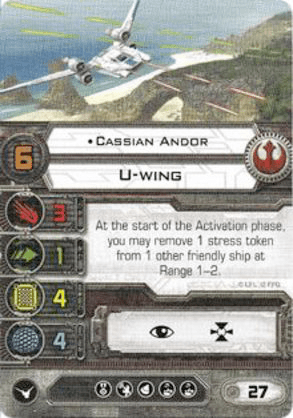 • CASSIAN ANDOR
6
U-WING
3
At the start of the Activation phase,
you may remove 1 stress token
from 1 other friendly ship at
Range 1–2.
1
4
4
27